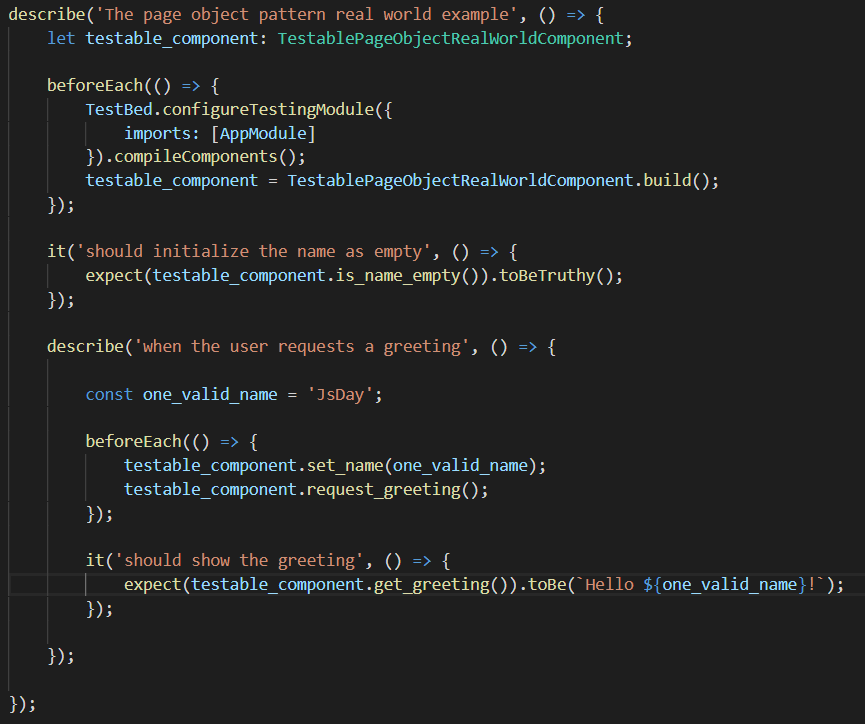 describe('The page object pattern real world example', () => {
    let testable_component: TestablePageObjectRealWorldComponent;

    beforeEach(() => {
        TestBed.configureTestingModule({
            imports: [AppModule]
        }).compileComponents();
        testable_component = TestablePageObjectRealWorldComponent.build();
    });

    it('should initialize the name as empty', () => {
        expect(testable_component.is_name_empty()).toBeTruthy();
    });

    describe('when the user requests a greeting', () => {

        const one_valid_name = 'JsDay';

        beforeEach(() => {
            testable_component.set_name(one_valid_name);
            testable_component.request_greeting();
        });

        it('should show the greeting', () => {
            expect(testable_component.get_greeting()).toBe(`Hello ${one_valid_name}!`);
        });

    });

});